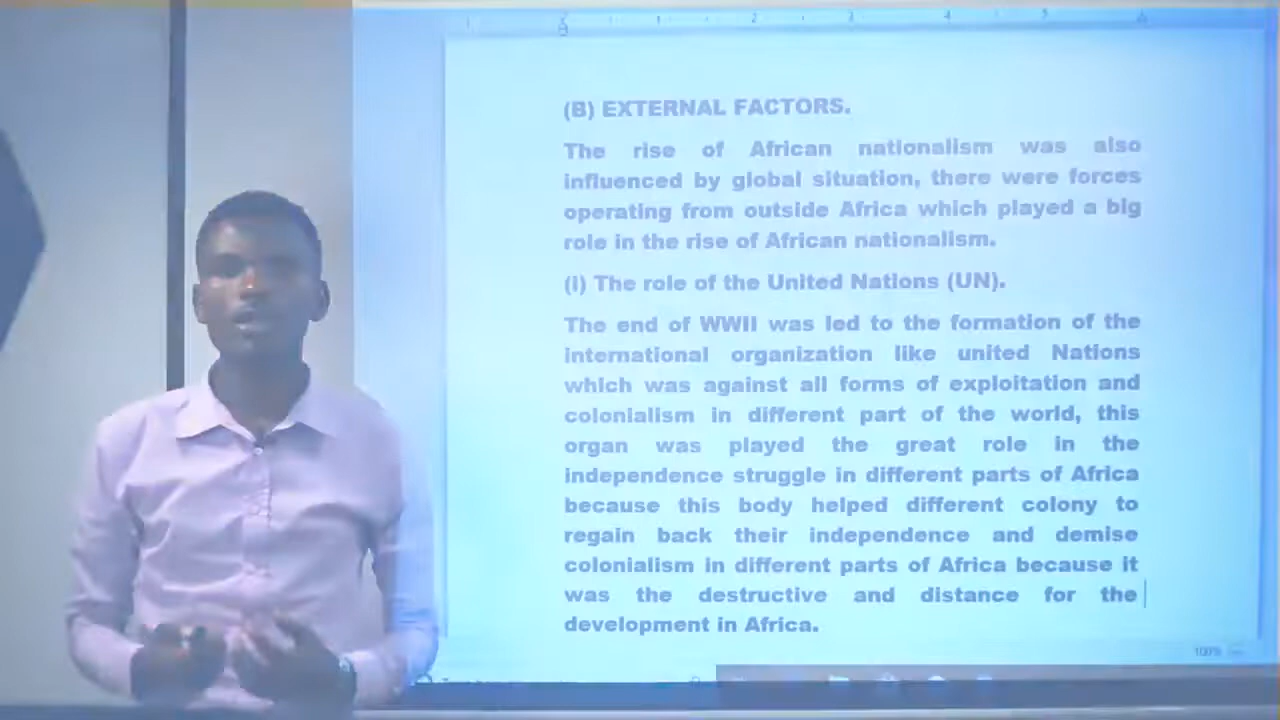 (B) EXTERNAL FACTORS.
The rise of African nationalism was also
influenced by global situation, there were forces
operating from outside Africa which played a big
role in the rise of African nationalism.
(I) The role of the United Nations (UN).
The end of WWII was led to the formation of the
international organization like united Nations
which was against all forms of exploitation and
colonialism in different part of the world, this
organ was played the great role in the
independence struggle in different parts of Africa
because this body helped different colony to
regain back their independence and demise
colonialism in different parts of Africa because it
was the destructive and distance for the
development in Africa.
100%